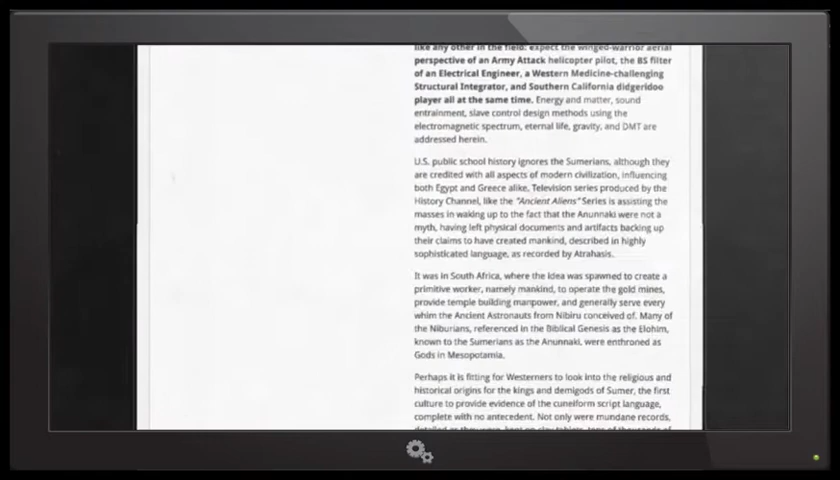 like any other in the field: expect the winged-warrior aerial
perspective of an Army Attack helicopter pilot, the BS filter
of an Electrical Engineer, a Western Medicine-challenging
Structural Integrator, and Southern California didgeridoo
player all at the same time. Energy and matter, sound
entrainment, slave control design methods using the
electromagnetic spectrum, eternal life, gravity, and DMT are
addressed herein.
U.S. public school history ignores the Sumerians, although they
are credited with all aspects of modern civilization, influencing
both Egypt and Greece alike. Television series produced by the
History Channel, like the "Ancient Aliens" Series is assisting the
masses in waking up to the fact that the Anunnaki were not a
myth, having left physical documents and artifacts backing up
their claims to have created mankind, described in highly
sophisticated language, as recorded by Atrahasis.
It was in South Africa, where the idea was spawned to create a
primitive worker, namely mankind, to operate the gold mines,
provide temple building manpower, and generally serve every
whim the Ancient Astronauts from Nibiru conceived of. Many of
the Niburians, referenced in the Biblical Genesis as the Elohim,
known to the Sumerians as the Anunnaki, were enthroned as
Gods in Mesopotamia.
Perhaps it is fitting for Westerners to look into the religious and
historical origins for the kings and demigods of Sumer, the first
culture to provide evidence of the cuneiform script language,
complete with no antecedent. Not only were mundane records,
detailed as they were, kept on clay tablets, tens of thousands of